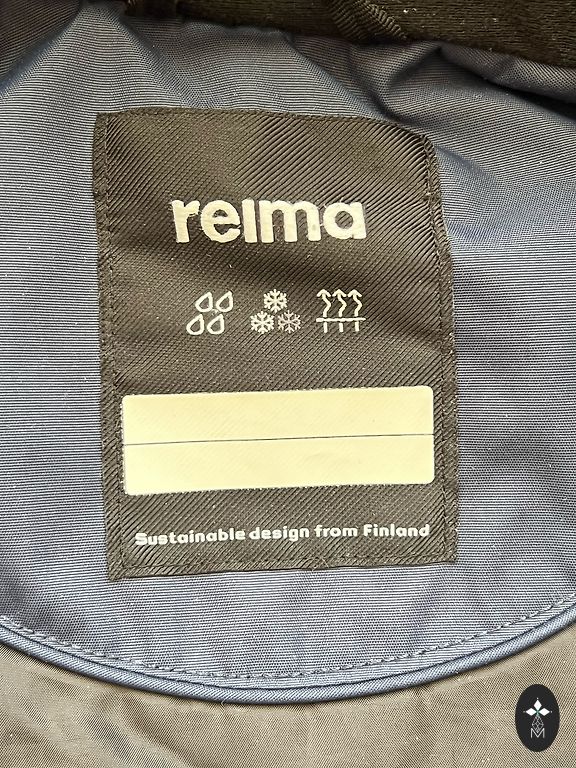 reima
Sustainable design from Finland
M